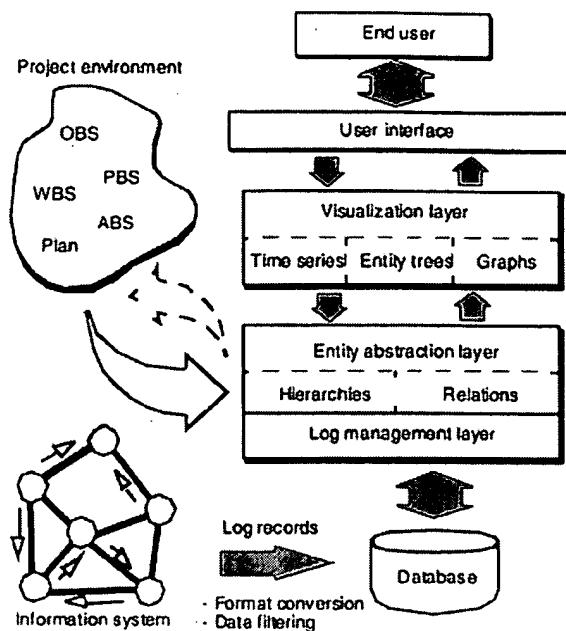 End user
Project environment
User interface
OBS
PBS
WBS
ABS
Plan
Visualization layer
Time series Entity trees Graphs
Entity abstraction layer
Hierarchies Relations
Log management layer
Log records
Database
- Format conversion
Information system - Data filtering